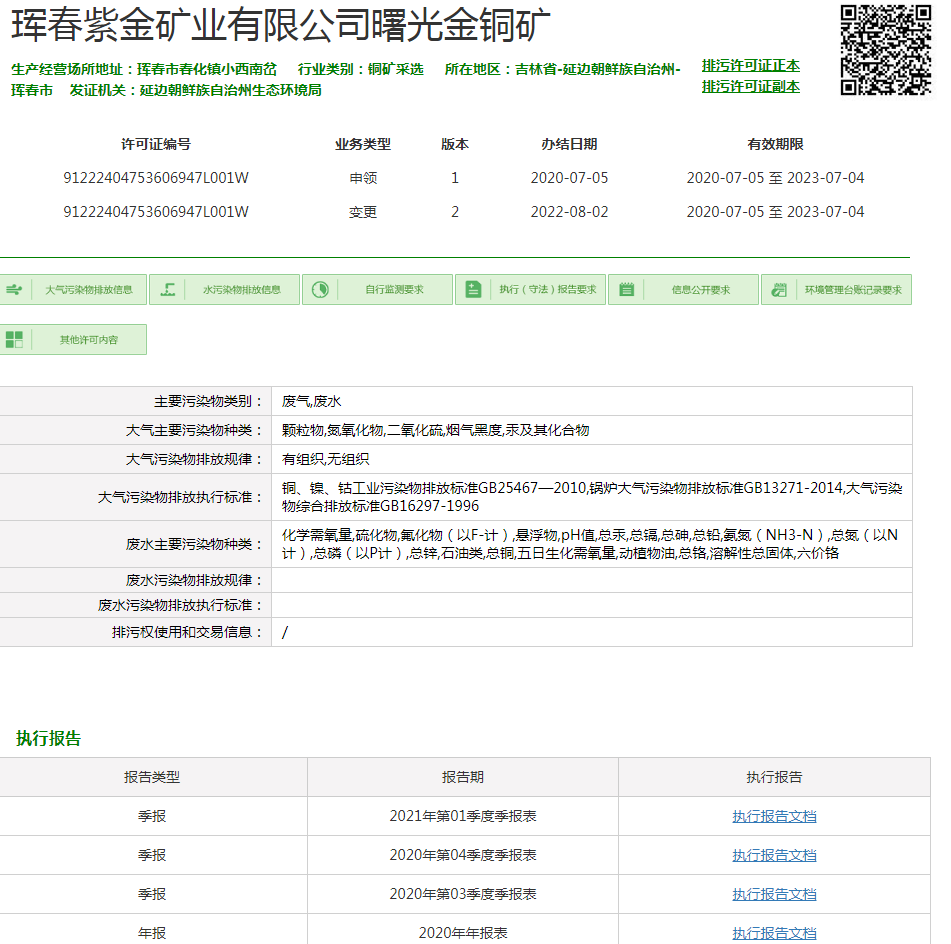 珲春紫金矿业有限公司曙光金铜矿
生产经营场所地址：珲春市春化镇小西南岔 行业类别：铜矿采选 所在地区：吉林省-延边朝鲜族自治州-
珲春市 发证机关：延边朝鲜族自治州生态环境局
排污许可证正本
排污许可证副本
许可证编号 业务类型 版本 办结日期 有效期限
91222404753606947L001W 申领 1 2020-07-05 2020-07-05 至 2023-07-04
91222404753606947L001W 变更 2 2022-08-02 2020-07-05 至 2023-07-04
大气污染物排放信息 水污染物排放信息 自行监测要求 执行（守法）报告要求 信息公开要求 环境管理台账记录要求
其他许可内容
主要污染物类别： 废气,废水
大气主要污染物种类： 颗粒物,氮氧化物,二氧化硫,烟气黑度,汞及其化合物
大气污染物排放规律： 有组织,无组织
大气污染物排放执行标准： 铜、镍、钴工业污染物排放标准GB25467—2010,锅炉大气污染物排放标准GB13271-2014,大气污染
物综合排放标准GB16297-1996
废水主要污染物种类： 化学需氧量,硫化物,氟化物（以F-计）,悬浮物,pH值,总汞,总镉,总砷,总铅,氨氮（NH3-N）,总氮（以N
计）,总磷（以P计）,总锌,石油类,总铜,五日生化需氧量,动植物油,总铬,溶解性总固体,六价铬
废水污染物排放规律：
废水污染物排放执行标准：
排污权使用和交易信息： /
执行报告
报告类型 报告期 执行报告
季报 2021年第01季度季报表 执行报告文档
季报 2020年第04季度季报表 执行报告文档
季报 2020年第03季度季报表 执行报告文档
年报 2020年年报表 执行报告文档